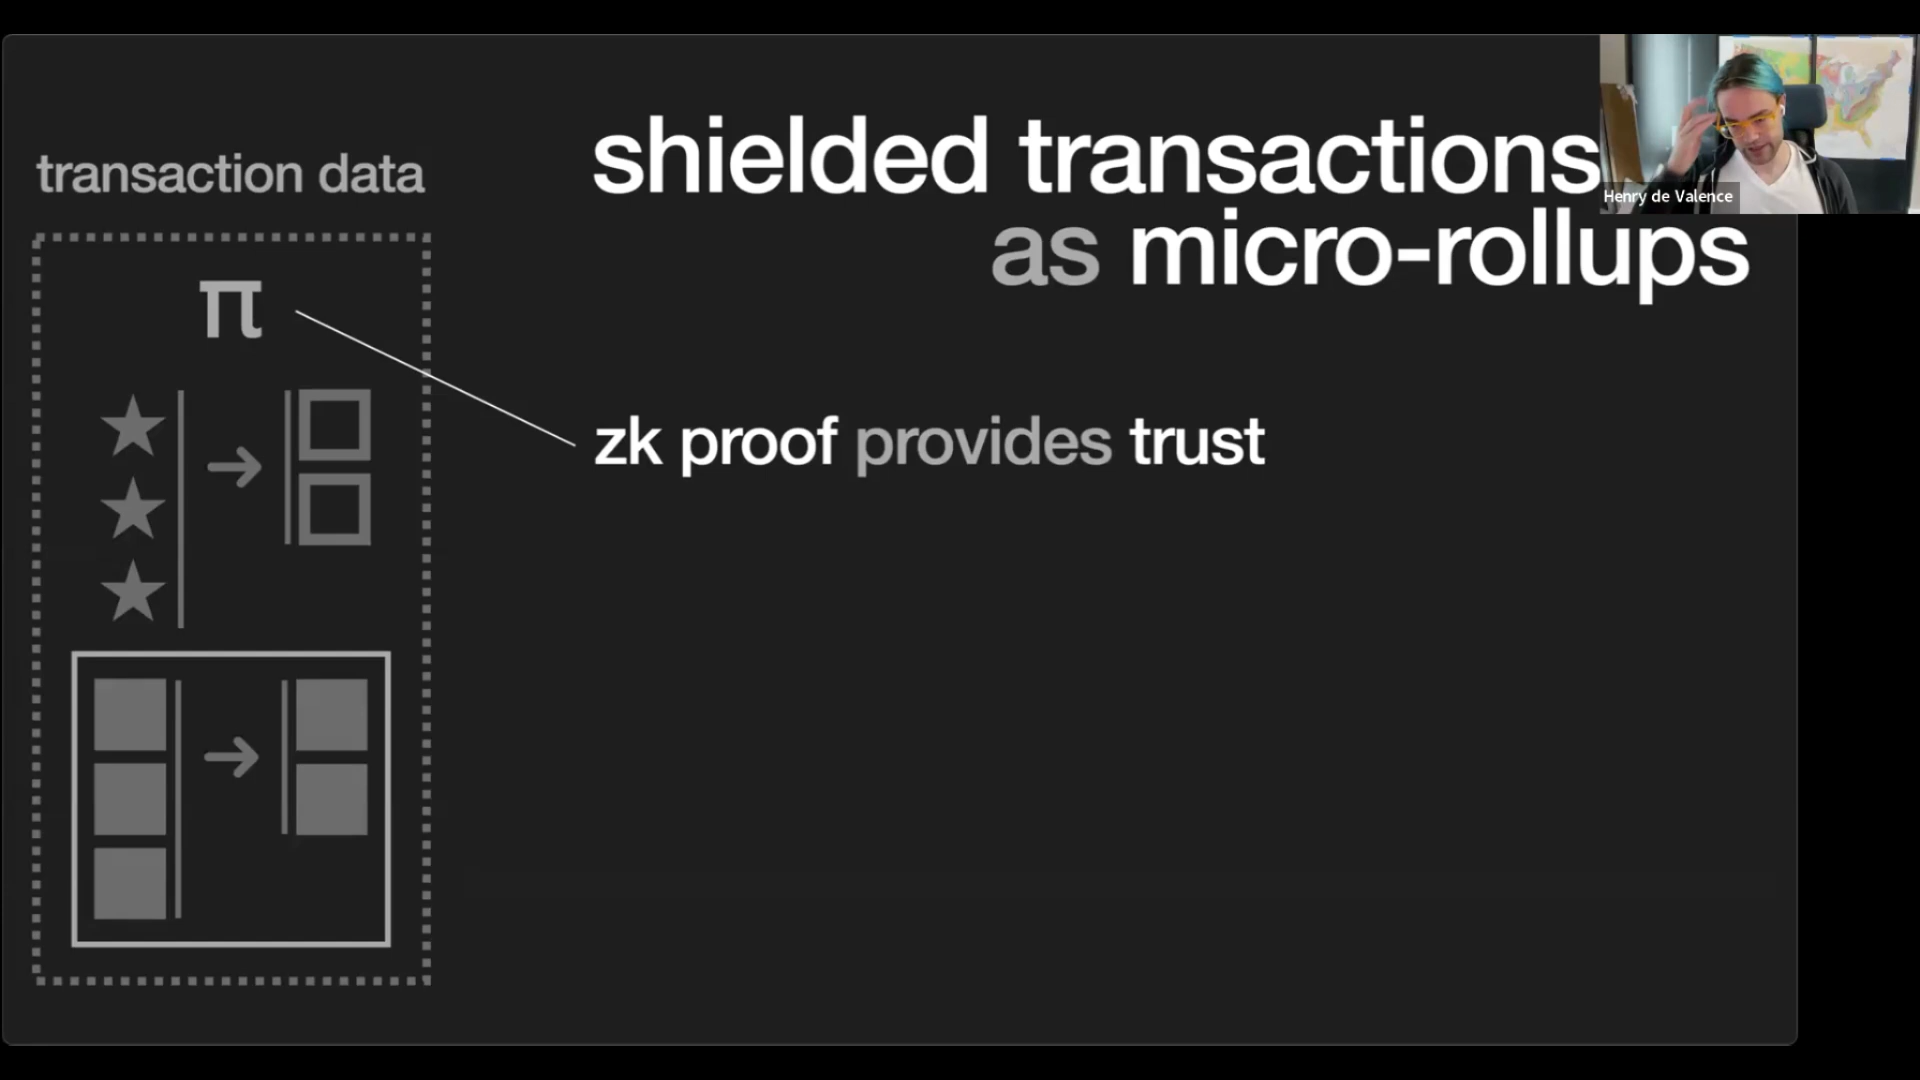 shielded transactions
as micro-rollups
Henry de Valence
transaction data
π
zk proof provides trust